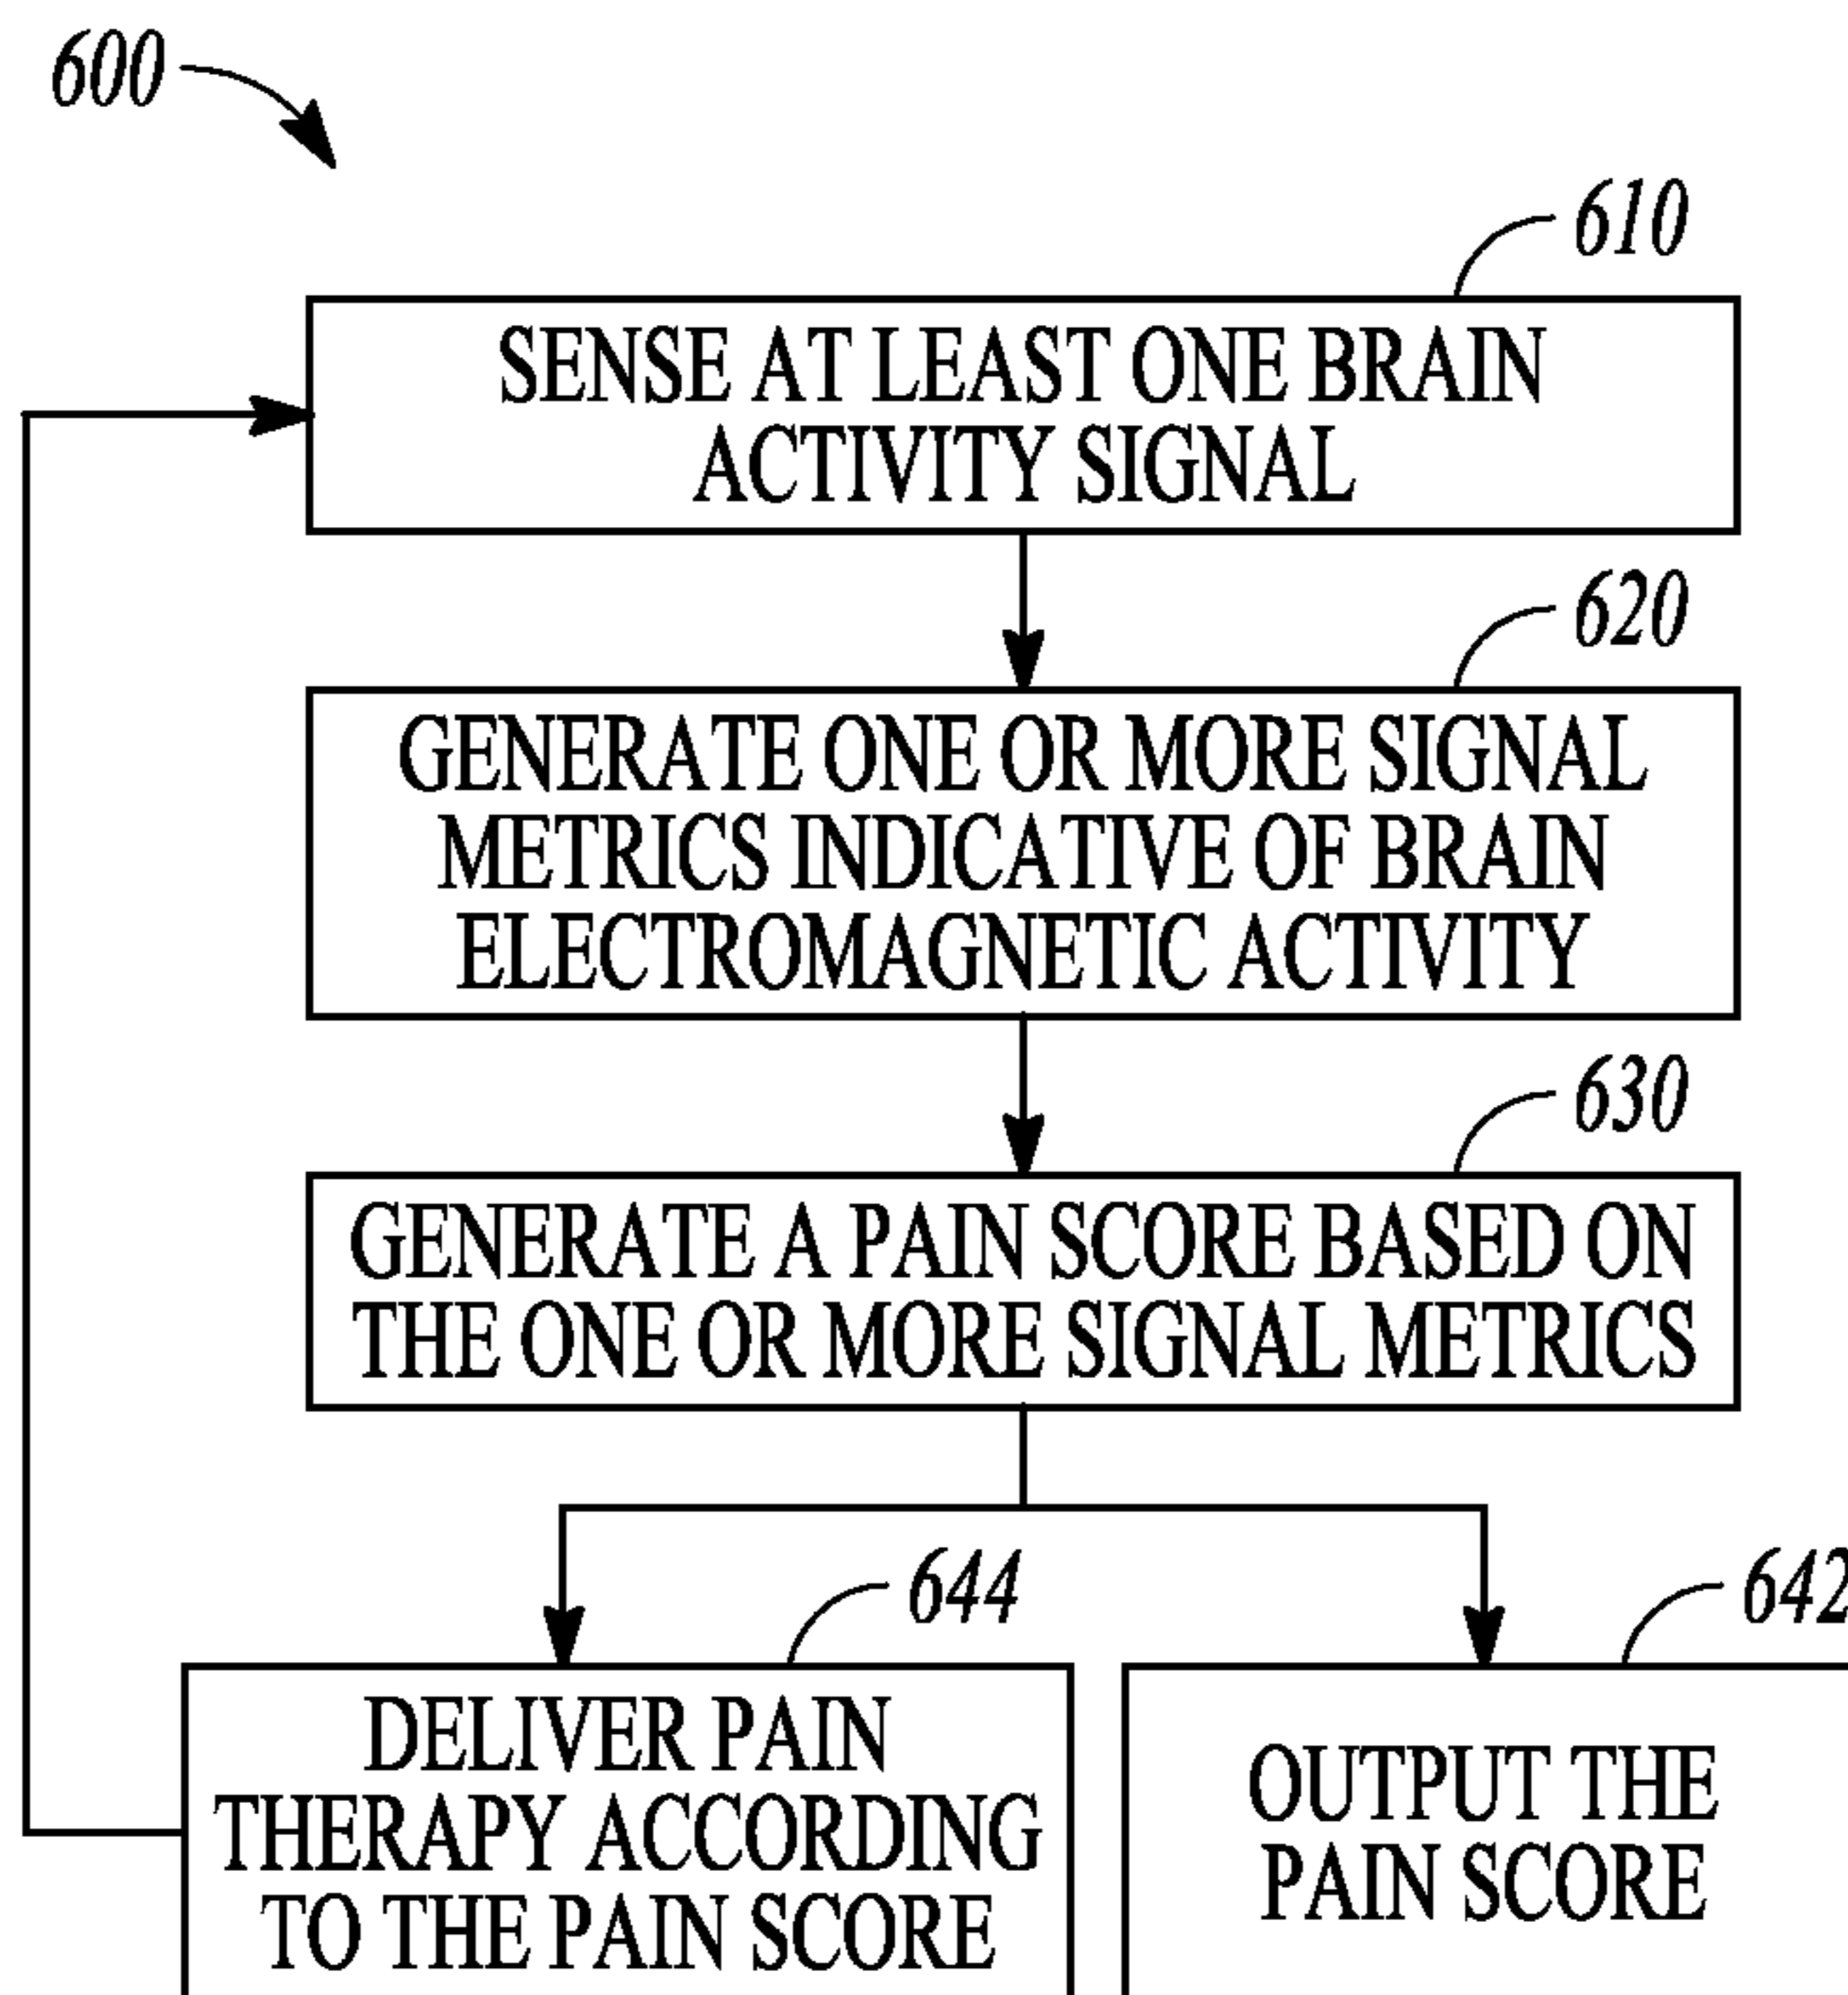 600
610
SENSE AT LEAST ONE BRAIN
ACTIVITY SIGNAL
620
GENERATE ONE OR MORE SIGNAL
METRICS INDICATIVE OF BRAIN
ELECTROMAGNETIC ACTIVITY
630
GENERATE A PAIN SCORE BASED ON
THE ONE OR MORE SIGNAL METRICS
644
DELIVER PAIN
THERAPY ACCORDING
TO THE PAIN SCORE
642
OUTPUT THE
PAIN SCORE